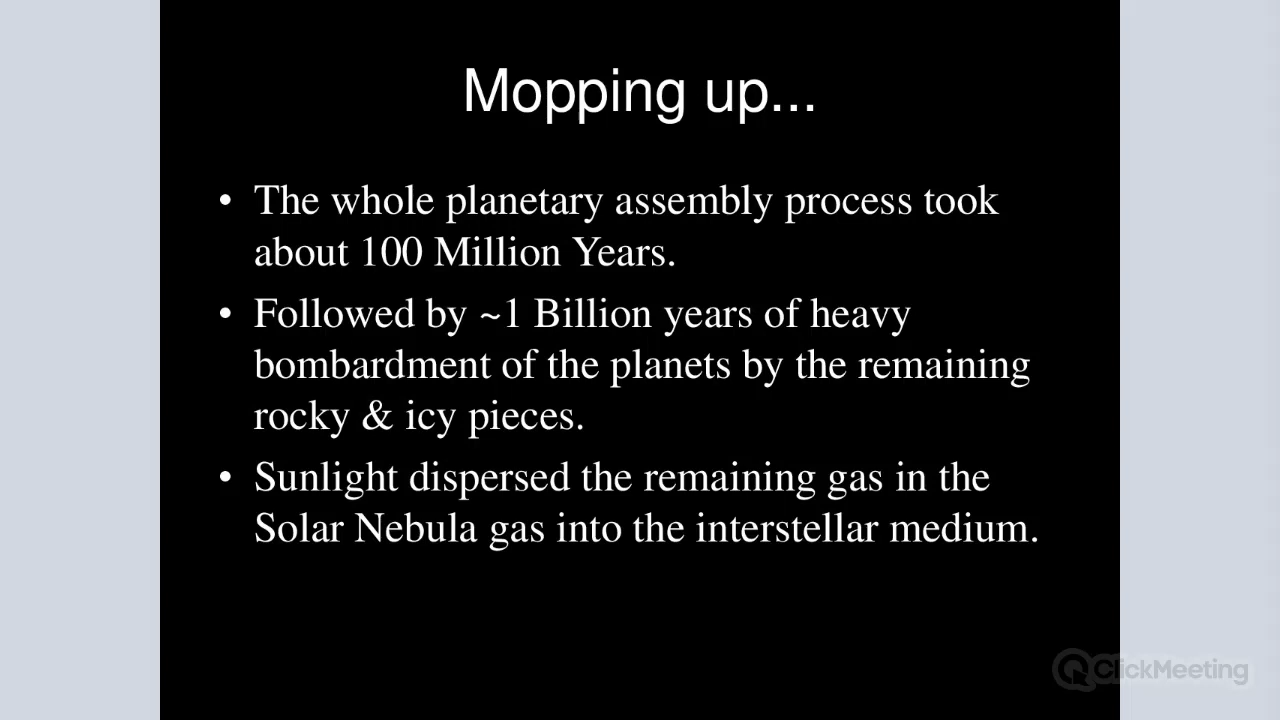 Mopping up...
• The whole planetary assembly process took
about 100 Million Years.
• Followed by ~1 Billion years of heavy
bombardment of the planets by the remaining
rocky & icy pieces.
• Sunlight dispersed the remaining gas in the
Solar Nebula gas into the interstellar medium.
ClickMeeting